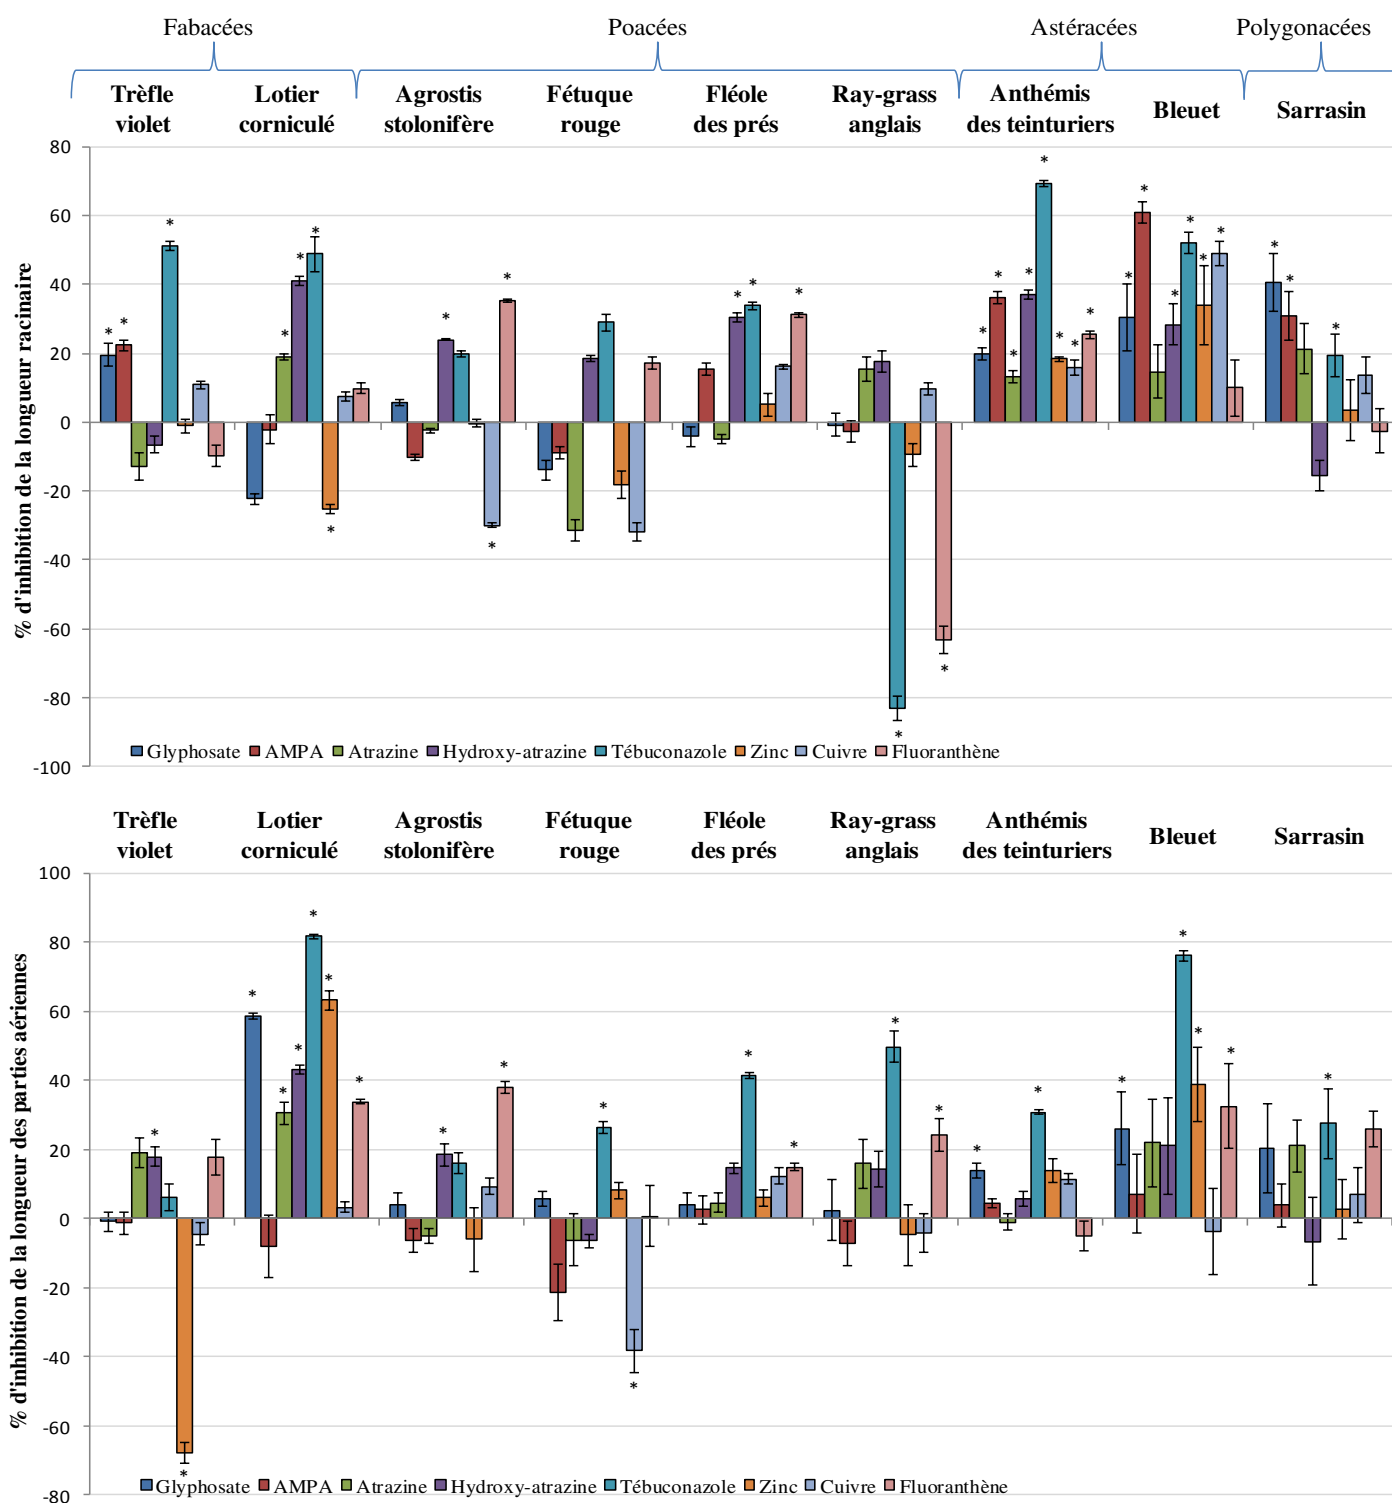 Fabacées Poacées Astéracées Polygonacées
Trèfle violet
Lotier corniculé
Agrostis stolonifère
Fétuque rouge
Fléole des prés
Ray-grass anglais
Anthémis des teinturiers
Bleuet
Sarrasin
% d'inhibition de la longueur racinaire
80
60
40
20
0
-20
-40
-60
-80
-100
Glyphosate AMPA Atrazine Hydroxy-atrazine Tébuconazole Zinc Cuivre Fluoranthène
Trèfle violet
Lotier corniculé
Agrostis stolonifère
Fétuque rouge
Fléole des prés
Ray-grass anglais
Anthémis des teinturiers
Bleuet
Sarrasin
% d'inhibition de la longueur des parties aériennes
100
80
60
40
20
0
-20
-40
-60
-80
Glyphosate AMPA Atrazine Hydroxy-atrazine Tébuconazole Zinc Cuivre Fluoranthène